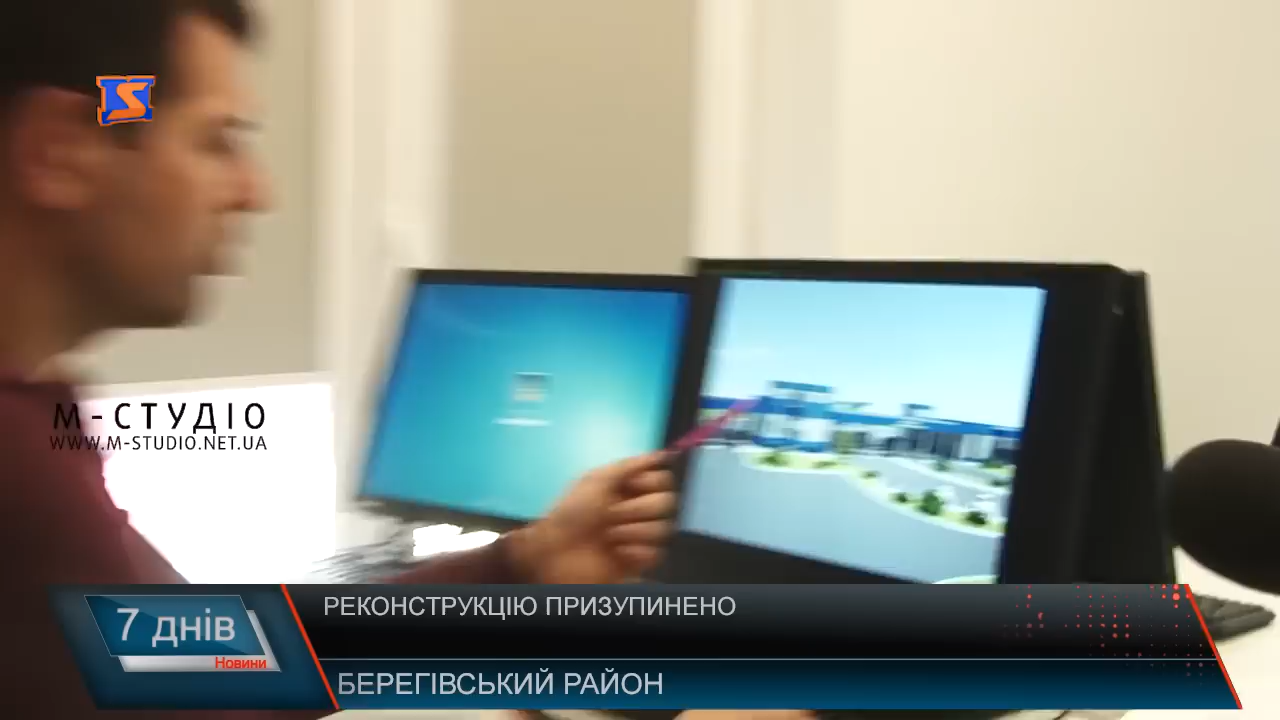 М-СТУДІО
WWW.M-STUDIO.NET.UA
7 днів
Новини
РЕКОНСТРУКЦІЮ ПРИЗУПИНЕНО
БЕРЕГІВСЬКИЙ РАЙОН